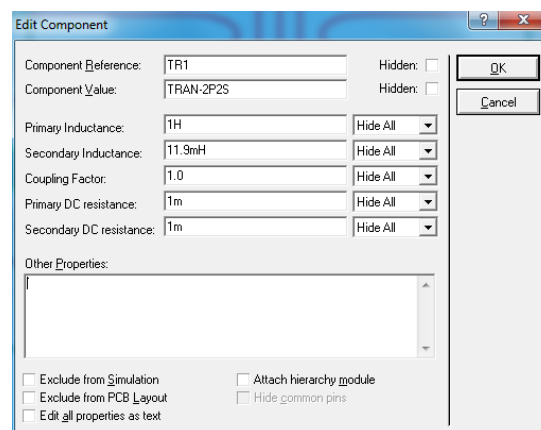 Edit Component
? X
Component Reference: TR1 Hidden: OK
Component Value: TRAN-2P2S Hidden: Cancel
Primary Inductance: 1H Hide All
Secondary Inductance: 11.9mH Hide All
Coupling Factor: 1.0 Hide All
Primary DC resistance: 1m Hide All
Secondary DC resistance: 1m Hide All
Other Properties:
Exclude from Simulation Attach hierarchy module
Exclude from PCB Layout Hide common pins
Edit all properties as text